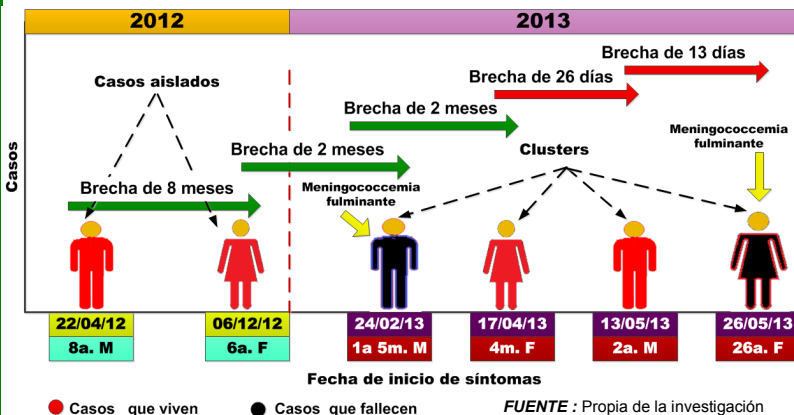 2012
2013
Brecha de 13 días
Brecha de 26 días
Casos aislados
Brecha de 2 meses
Meningococcemia
fulminante
Clusters
Brecha de 2 meses
Casos
Brecha de 8 meses
Meningococcemia
fulminante
22/04/12
06/12/12
24/02/13
17/04/13
13/05/13
26/05/13
8a. M
6a. F
1a 5m. M
4m. F
2a. M
26a. F
Fecha de inicio de síntomas
Casos que viven
Casos que fallecen
FUENTE : Propia de la investigación